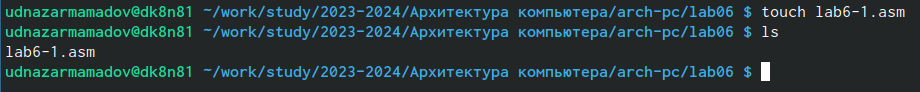 udnazarmamadov@dk8n81 ~/work/study/2023-2024/Архитектура компьютера/arch-pc/lab06 $ touch lab6-1.asm
udnazarmamadov@dk8n81 ~/work/study/2023-2024/Архитектура компьютера/arch-pc/lab06 $ ls
lab6-1.asm
udnazarmamadov@dk8n81 ~/work/study/2023-2024/Архитектура компьютера/arch-pc/lab06 $